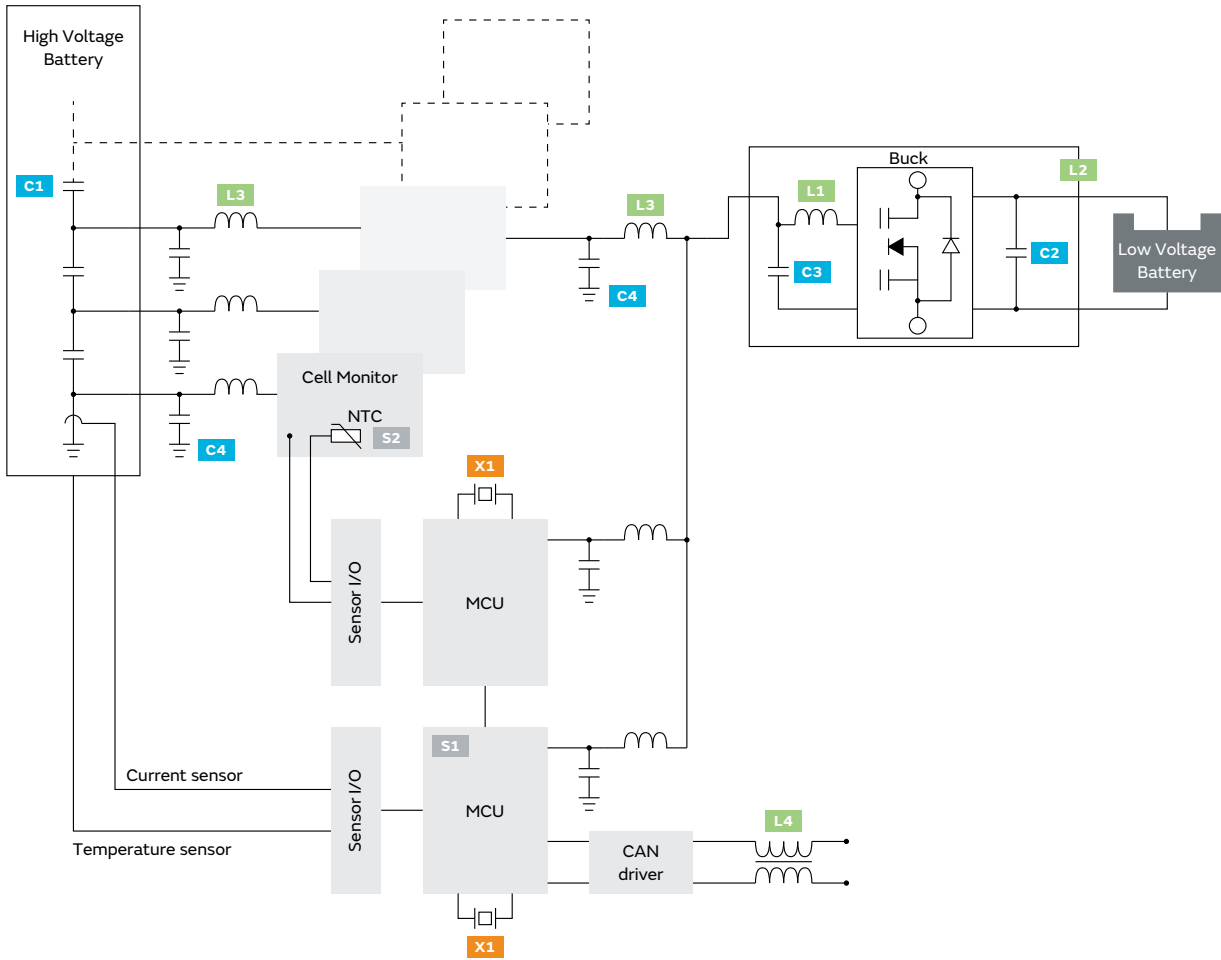 High Voltage
Battery
C1
L3
L3
C4
Buck
L1
L2
C3
C2
Low Voltage
Battery
Cell Monitor
NTC
S2
C4
X1
Sensor I/O
MCU
S1
Sensor I/O
MCU
Current sensor
Temperature sensor
CAN
driver
L4
X1